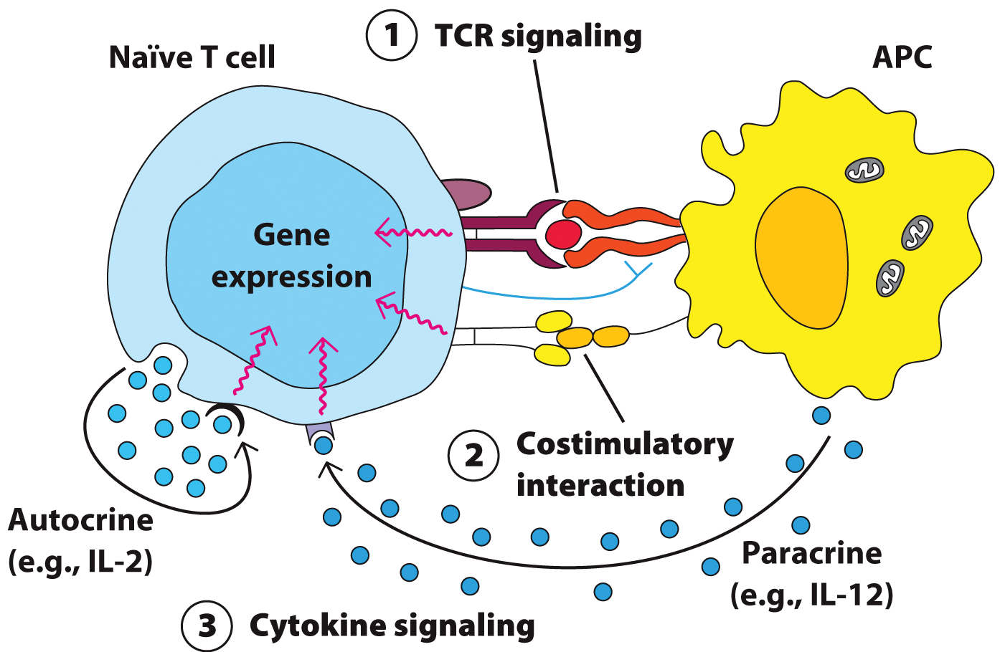 1 TCR signaling
Naïve T cell
APC
Gene
expression
2 Costimulatory
interaction
Autocrine
(e.g., IL-2)
Paracrine
(e.g., IL-12)
3 Cytokine signaling